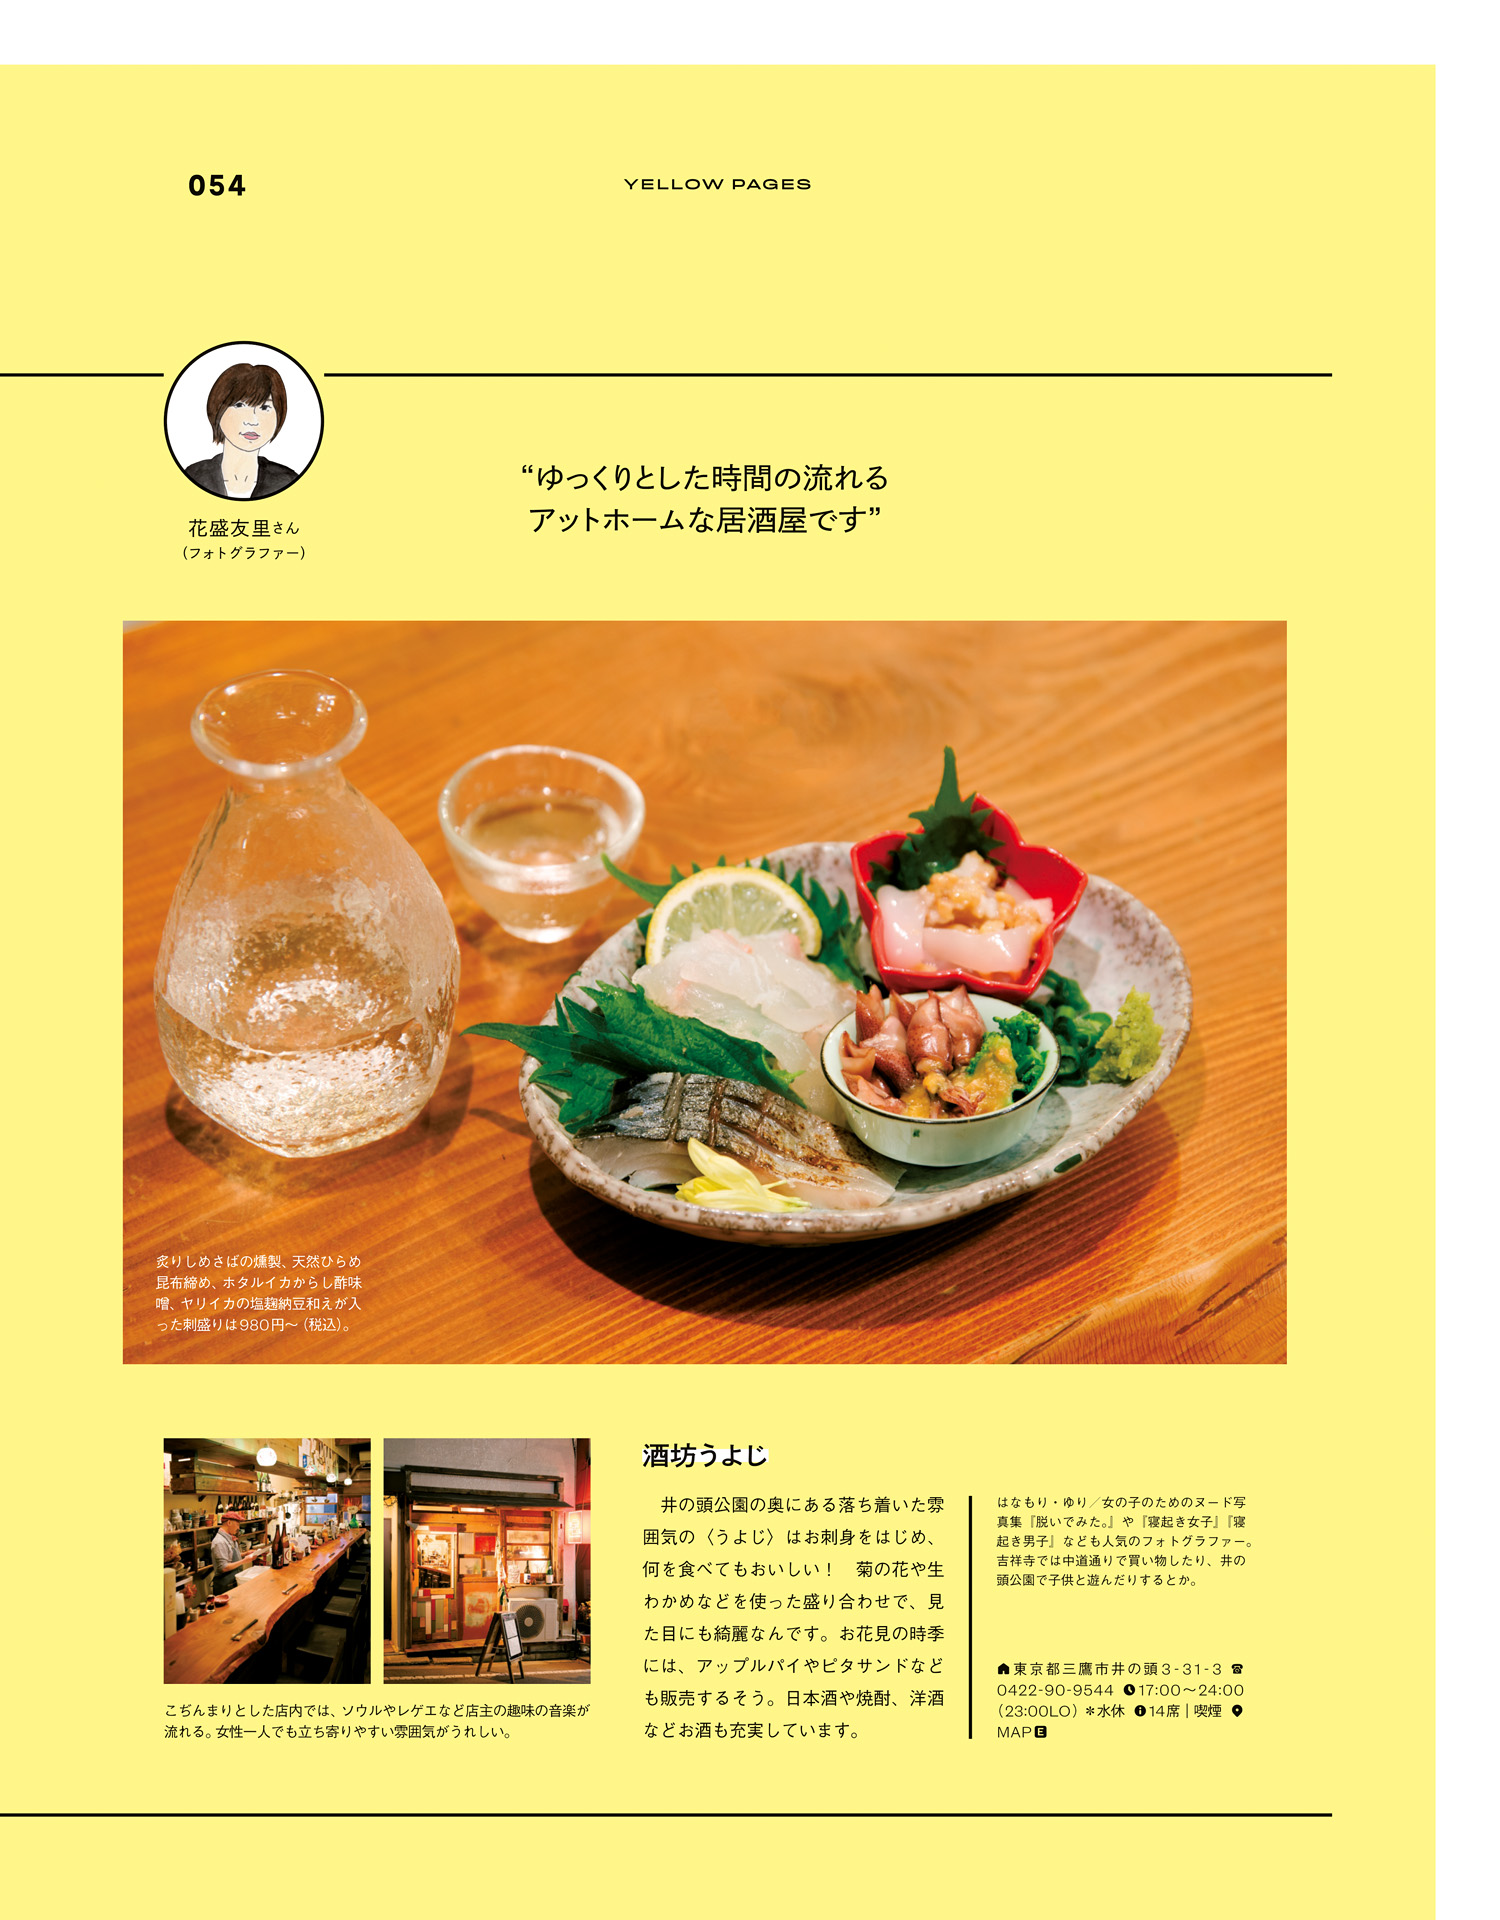 054
YELLOW PAGES
花盛友里さん
(フォトグラファー)
“ゆっくりとした時間の流れる
アットホームな居酒屋です”
炙りしめさばの燻製、天然ひらめ
昆布締め、ホタルイカからし酢味
噌、ヤリイカの塩麹納豆和えが入
った刺盛りは980円〜(税込)。
こぢんまりとした店内では、ソウルやレゲエなど店主の趣味の音楽が
流れる。女性一人でも立ち寄りやすい雰囲気がうれしい。
酒坊うよじ
井の頭公園の奥にある落ち着いた雰
囲気の〈うよじ〉はお刺身をはじめ、
何を食べてもおいしい！　菊の花や生
わかめなどを使った盛り合わせで、見
た目にも綺麗なんです。お花見の時季
には、アップルパイやピタサンドなど
も販売するそう。日本酒や焼酎、洋酒
などお酒も充実しています。
はなもり・ゆり／女の子のためのヌード写
真集『脱いでみた。』や『寝起き女子』『寝
起き男子』なども人気のフォトグラファー。
吉祥寺では中道通りで買い物したり、井の
頭公園で子供と遊んだりするとか。
東京都三鷹市井の頭3-31-3
0422-90-9544 17:00〜24:00
(23:00LO) *水休 14席|喫煙
MAP E